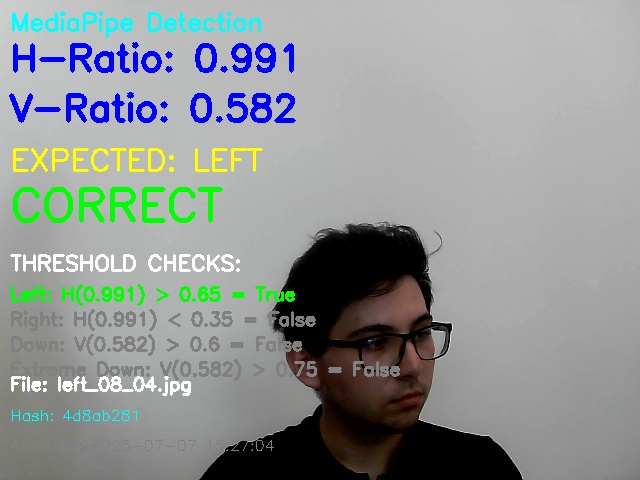 MediaPipe Detection
H-Ratio: 0.991
V-Ratio: 0.582
EXPECTED: LEFT
CORRECT
THRESHOLD CHECKS:
Left: H(0.991) > 0.65 = True
Right: H(0.991) < 0.35 = False
Down: V(0.582) > 0.6 = False
Extreme Down: V(0.582) > 0.75 = False
File: left_08_04.jpg
Hash: 4d8ab281
2025-07-07 15:27:04